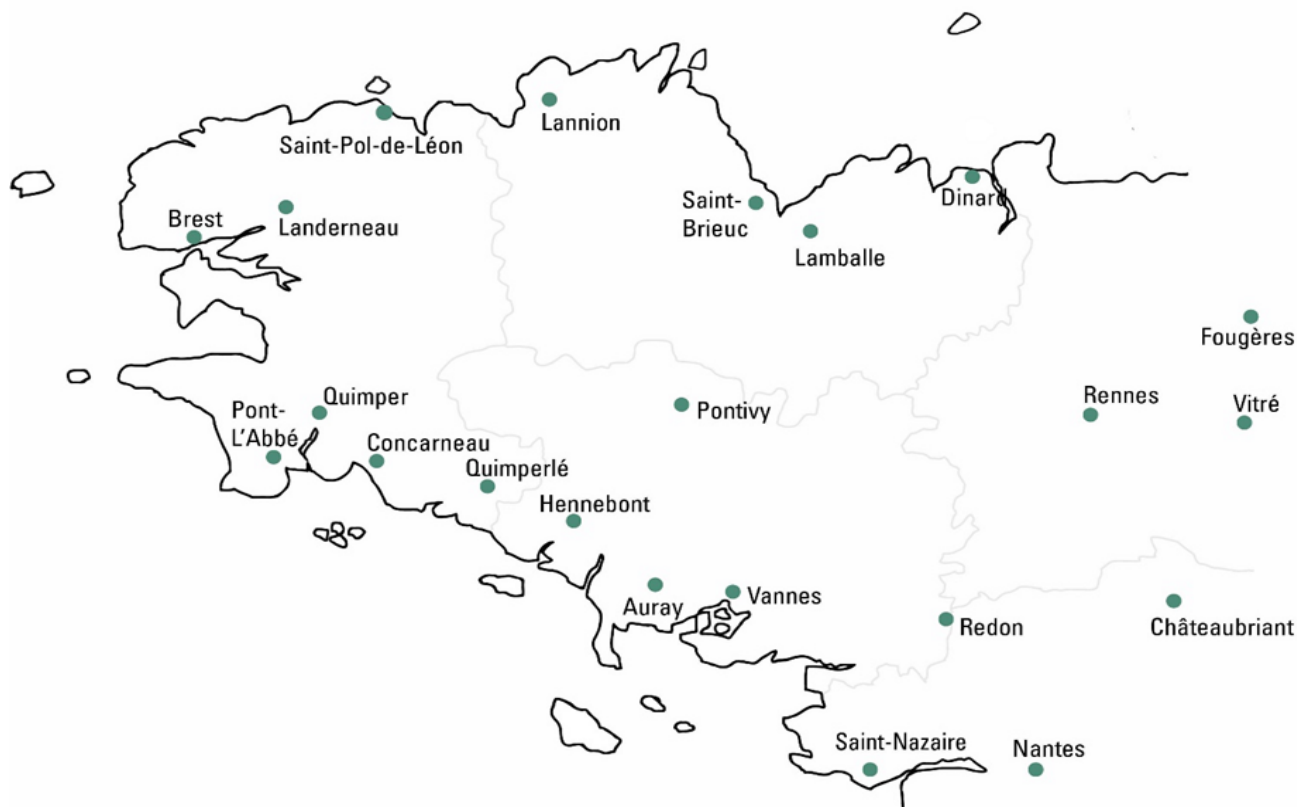 Lannion
Saint-Pol-de-Léon
Dinard
Saint-
Brieuc
Brest
Landerneau
Lamballe
Fougères
Quimper
Pont-
L'Abbé
Pontivy
Rennes
Vitré
Concarneau
Quimperlé
Hennebont
Auray
Vannes
Redon
Châteaubriant
Saint-Nazaire
Nantes